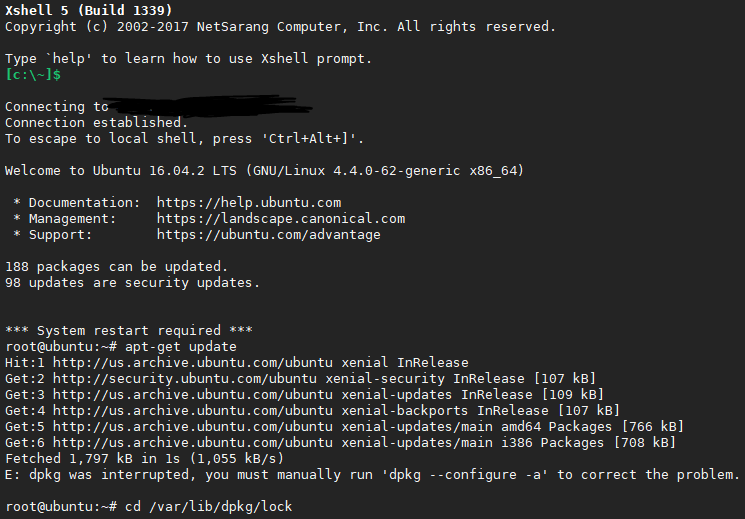 Xshell 5 (Build 1339)
Copyright (c) 2002-2017 NetSarang Computer, Inc. All rights reserved.
Type `help' to learn how to use Xshell prompt.
[c:\~]$
Connecting to
Connection established.
To escape to local shell, press 'Ctrl+Alt+]'.
Welcome to Ubuntu 16.04.2 LTS (GNU/Linux 4.4.0-62-generic x86_64)
* Documentation:  https://help.ubuntu.com
* Management:     https://landscape.canonical.com
* Support:        https://ubuntu.com/advantage
188 packages can be updated.
98 updates are security updates.
*** System restart required ***
root@ubuntu:~# apt-get update
Hit:1 http://us.archive.ubuntu.com/ubuntu xenial InRelease
Get:2 http://security.ubuntu.com/ubuntu xenial-security InRelease [107 kB]
Get:3 http://us.archive.ubuntu.com/ubuntu xenial-updates InRelease [109 kB]
Get:4 http://us.archive.ubuntu.com/ubuntu xenial-backports InRelease [107 kB]
Get:5 http://us.archive.ubuntu.com/ubuntu xenial-updates/main amd64 Packages [766 kB]
Get:6 http://us.archive.ubuntu.com/ubuntu xenial-updates/main i386 Packages [708 kB]
Fetched 1,797 kB in 1s (1,055 kB/s)
E: dpkg was interrupted, you must manually run 'dpkg --configure -a' to correct the problem.
root@ubuntu:~# cd /var/lib/dpkg/lock